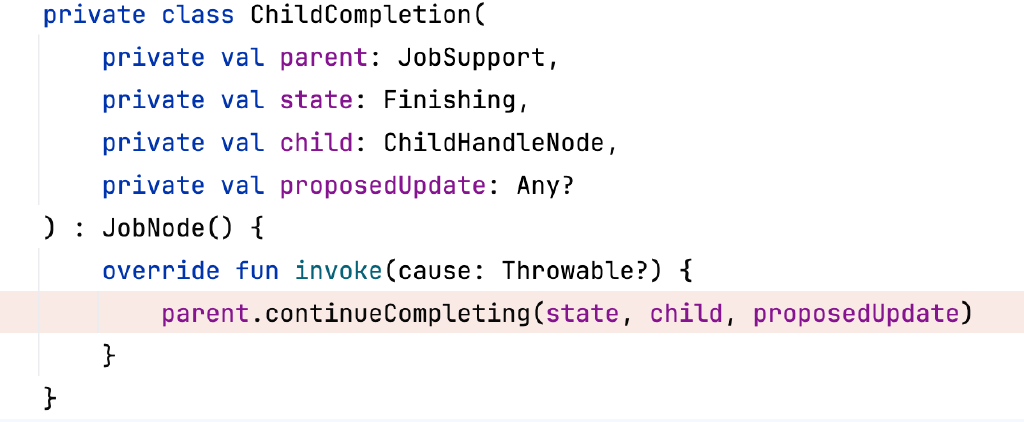 private class ChildCompletion(
    private val parent: JobSupport,
    private val state: Finishing,
    private val child: ChildHandleNode,
    private val proposedUpdate: Any?
) : JobNode() {
    override fun invoke(cause: Throwable?) {
        parent.continueCompleting(state, child, proposedUpdate)
    }
}